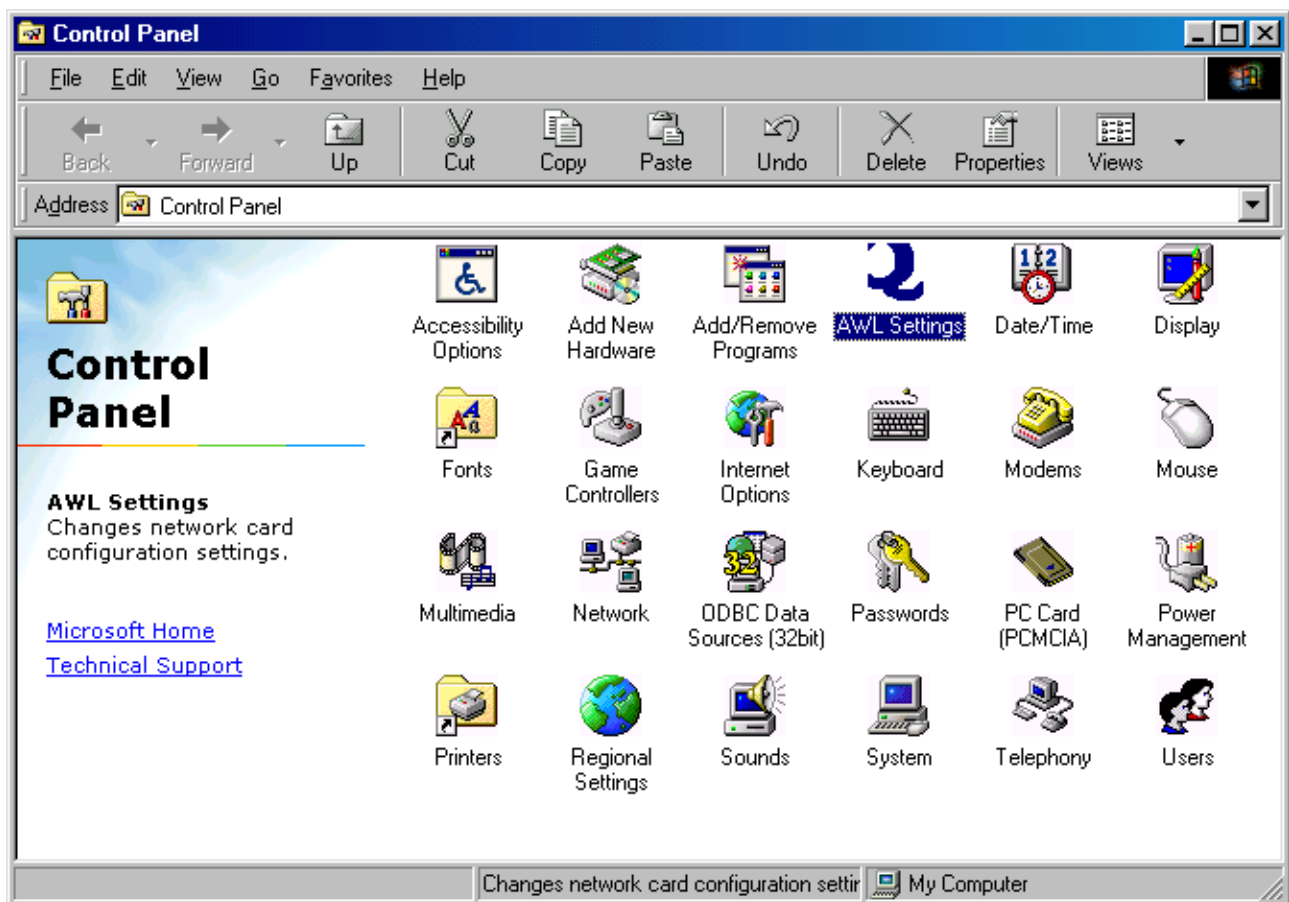 Control Panel
File Edit View Go Favorites Help
Back Forward Up Cut Copy Paste Undo Delete Properties Views
Address Control Panel
Control
Panel
AWL Settings
Changes network card
configuration settings.
Microsoft Home
Technical Support
Accessibility
Options
Add New
Hardware
Add/Remove
Programs
AWL Settings
Date/Time
Display
Fonts
Game
Controllers
Internet
Options
Keyboard
Modems
Mouse
Multimedia
Network
32
ODBC Data
Sources (32bit)
Passwords
PC Card
(PCMCIA)
Power
Management
Printers
Regional
Settings
Sounds
System
Telephony
Users
Changes network card configuration settir My Computer